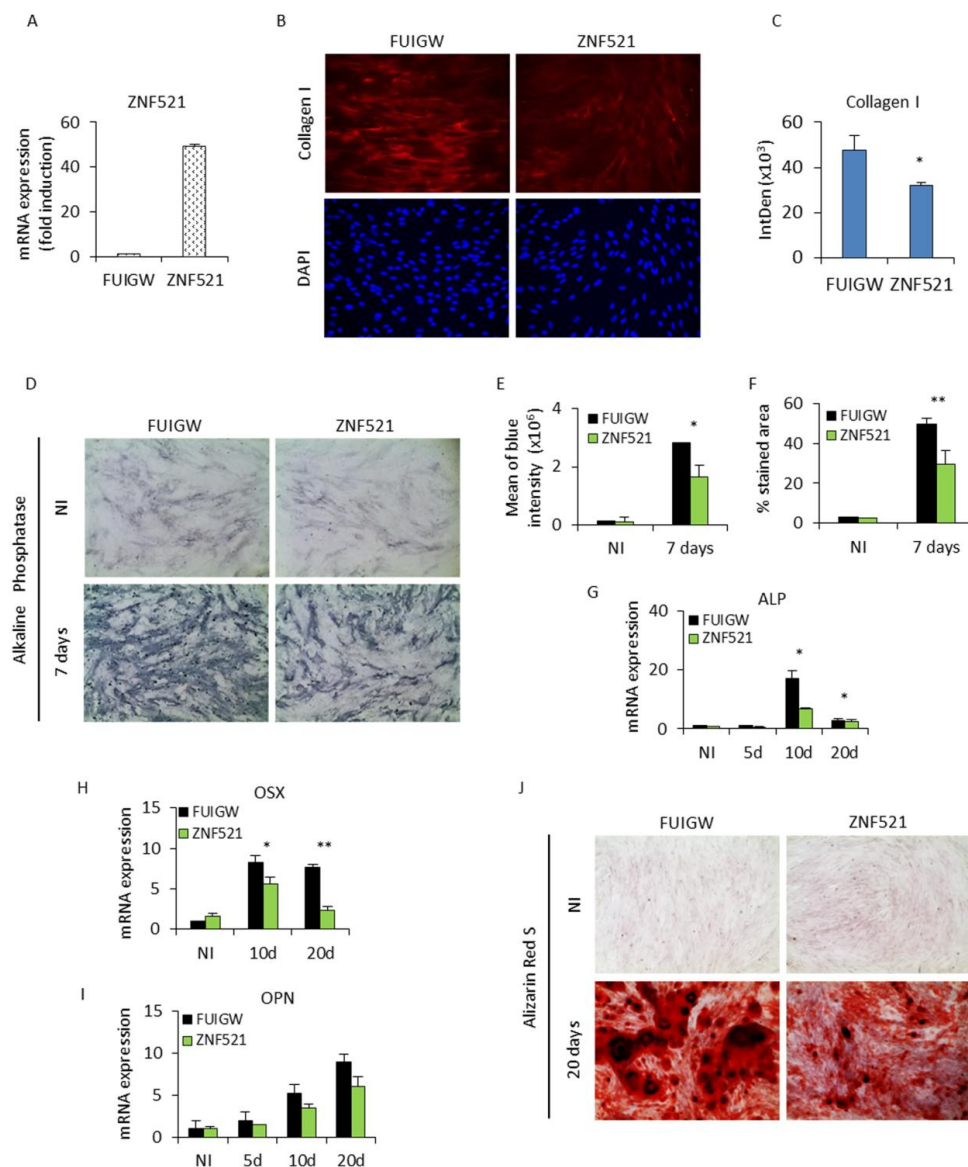 A
ZNF521
mRNA expression
(fold induction)
60
40
20
0
FUIGW ZNF521
B
FUIGW ZNF521
Collagen I
DAPI
C
Collagen I
IntDen (x10³)
60
40
20
0
*
FUIGW ZNF521
D
FUIGW ZNF521
Alkaline Phosphatase
NI
7 days
E
Mean of blue
intensity (x10⁶)
4
2
0
FUIGW
ZNF521
*
NI 7 days
F
% stained area
60
40
20
0
FUIGW
ZNF521
**
NI 7 days
G
ALP
mRNA expression
40
20
0
FUIGW
ZNF521
*
*
NI 5d 10d 20d
H
OSX
mRNA expression
15
10
5
0
FUIGW
ZNF521
* **
NI 10d 20d
I
OPN
mRNA expression
15
10
5
0
FUIGW
ZNF521
NI 5d 10d 20d
J
FUIGW ZNF521
Alizarin Red S
NI
20 days